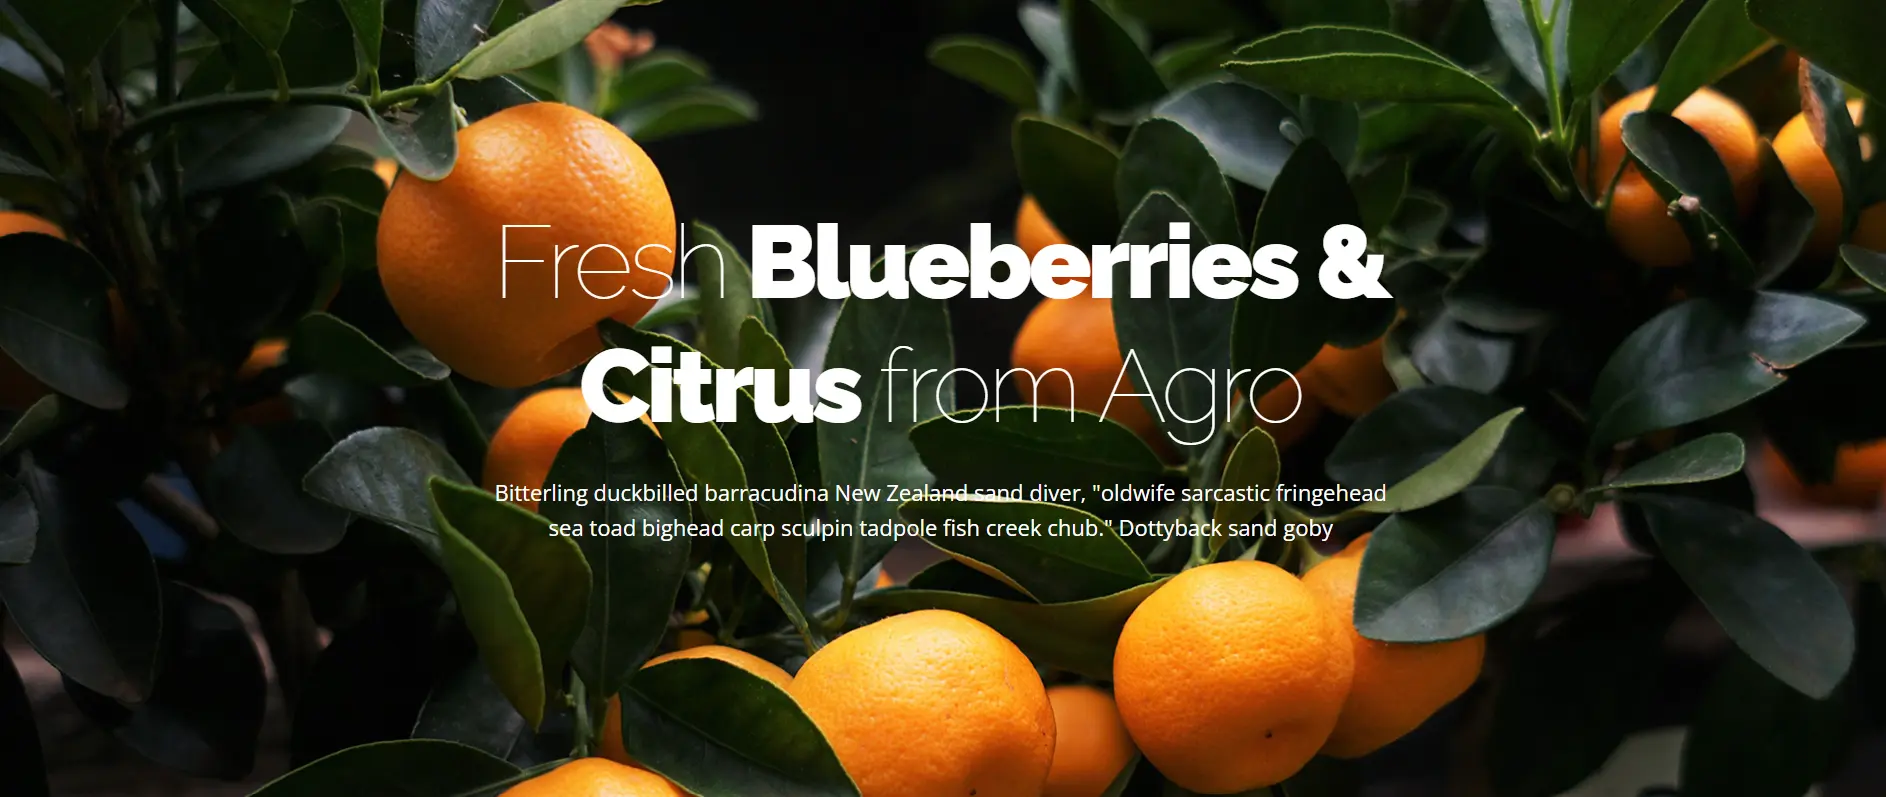 Fresh Blueberries &
Citrus from Agro
Bitterling duckbilled barracudina New Zealand sand diver, "oldwife sarcastic fringehead
sea toad bighead carp sculpin tadpole fish creek chub." Dottyback sand goby